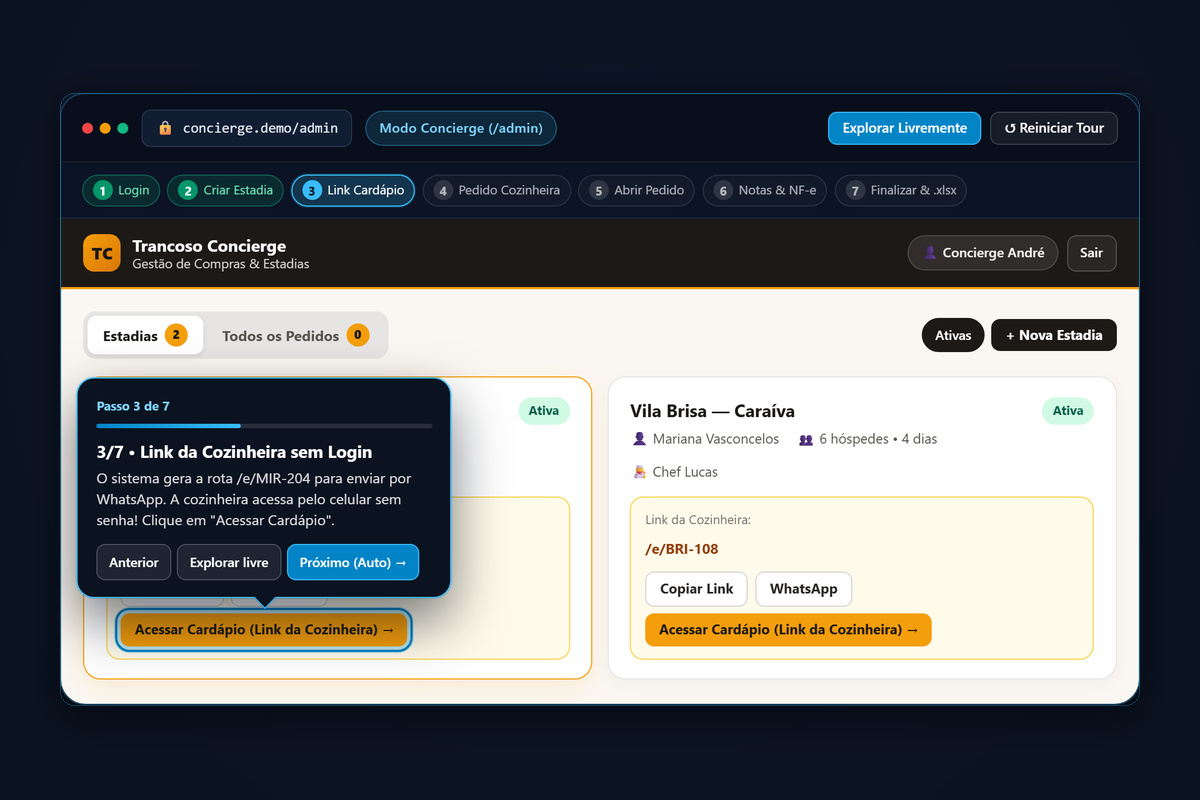 concierge.demo/admin
Modo Concierge (/admin)
Explorar Livremente
↺ Reiniciar Tour
1 Login
2 Criar Estadia
3 Link Cardápio
4 Pedido Cozinheira
5 Abrir Pedido
6 Notas & NF-e
7 Finalizar & .xlsx
TC
Trancoso Concierge
Gestão de Compras & Estadias
Concierge André
Sair
Estadias 2
Todos os Pedidos 0
Ativas
+ Nova Estadia
Passo 3 de 7
3/7 • Link da Cozinheira sem Login
O sistema gera a rota /e/MIR-204 para enviar por
WhatsApp. A cozinheira acessa pelo celular sem
senha! Clique em "Acessar Cardápio".
Anterior
Explorar livre
Próximo (Auto) →
Ativa
Acessar Cardápio (Link da Cozinheira) →
Vila Brisa — Caraíva
Ativa
Mariana Vasconcelos
6 hóspedes • 4 dias
Chef Lucas
Link da Cozinheira:
/e/BRI-108
Copiar Link
WhatsApp
Acessar Cardápio (Link da Cozinheira) →